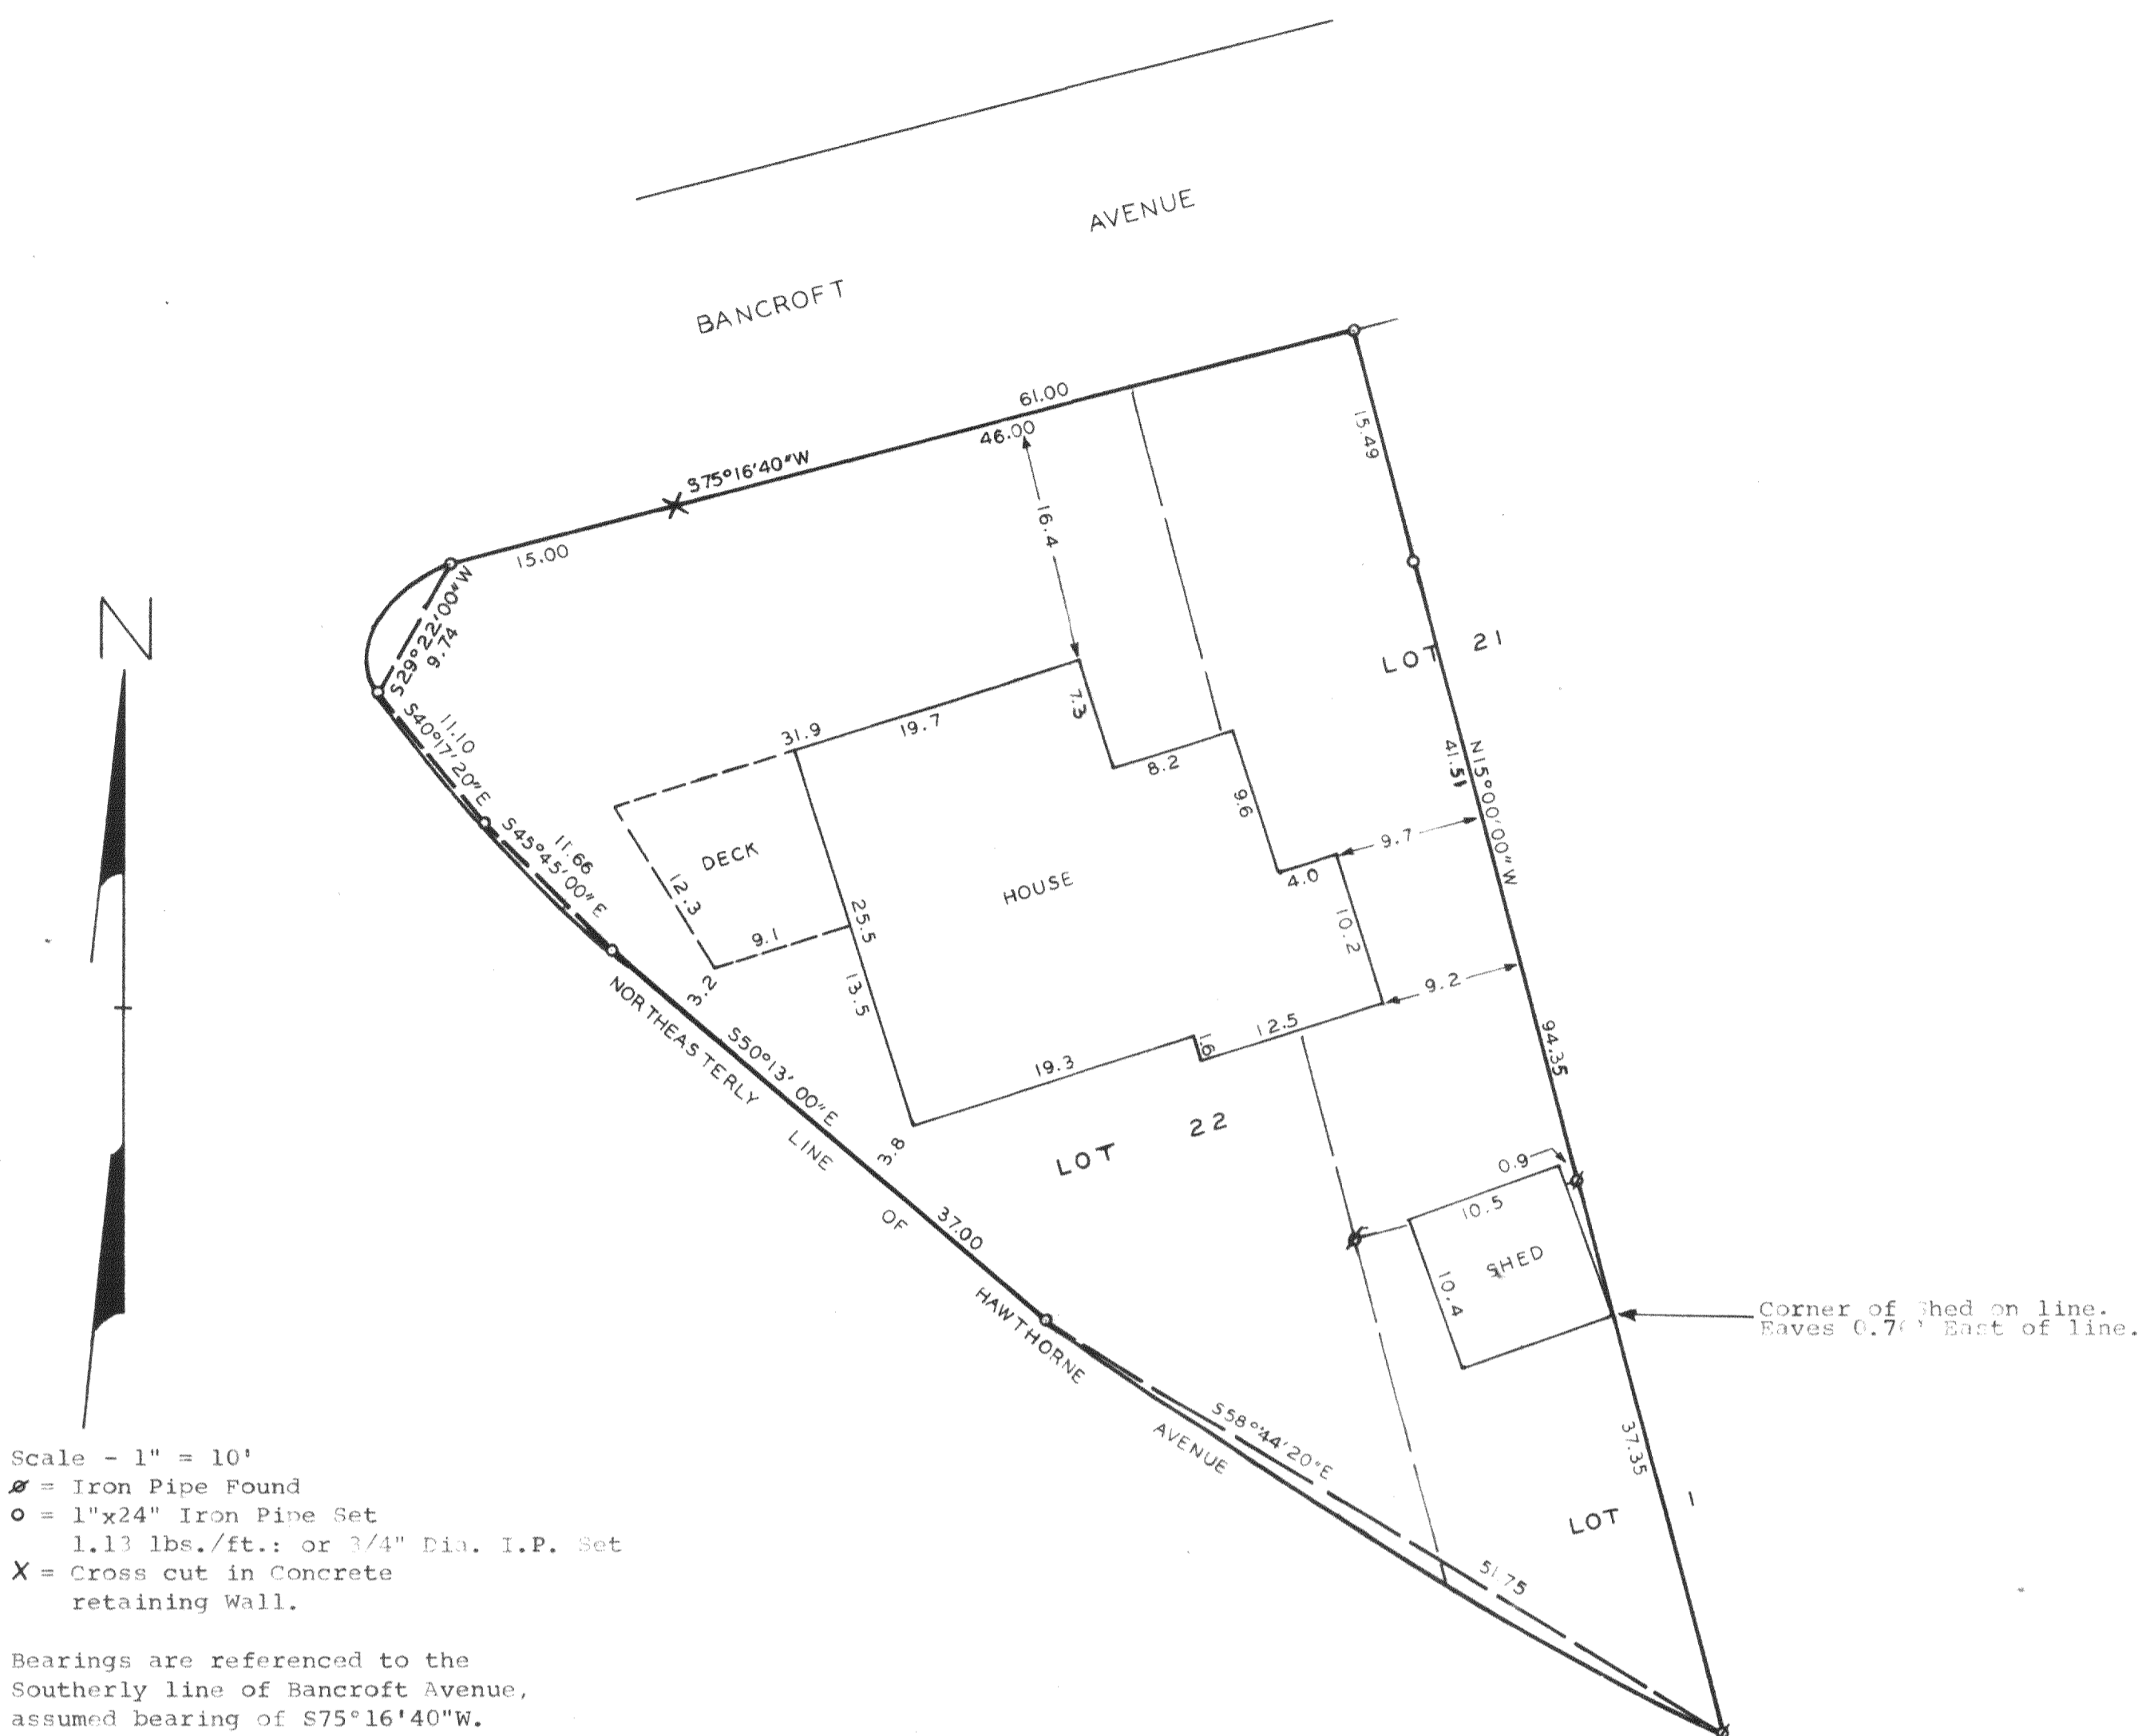 AVENUE
BANCROFT
61.00
46.00
S75°16'40"W
15.00
16.4
15.49
S29°22'00"W
9.74
N
LOT 21
11.10
S40°17'20"E
11.66
S45°45'00"E
31.9
19.7
7.3
8.2
9.6
41.51
N15°00'00"W
9.7
4.0
DECK
HOUSE
12.3
9.1
25.5
13.5
10.2
9.2
3.2
12.5
1.6
19.3
94.35
NORTHEASTERLY
LINE
OF
HAWTHORNE
AVENUE
S50°13'00"E
3.8
37.00
LOT 22
0.9
10.5
SHED
10.4
Corner of Shed on line.
Eaves 0.70' East of line.
S58°44'20"E
51.75
37.35
LOT 1
Scale - 1" = 10'
ø = Iron Pipe Found
o = 1"x24" Iron Pipe Set
1.13 lbs./ft.: or 3/4" Dia. I.P. Set
X = Cross cut in Concrete
retaining Wall.
Bearings are referenced to the
Southerly line of Bancroft Avenue,
assumed bearing of S75°16'40"W.